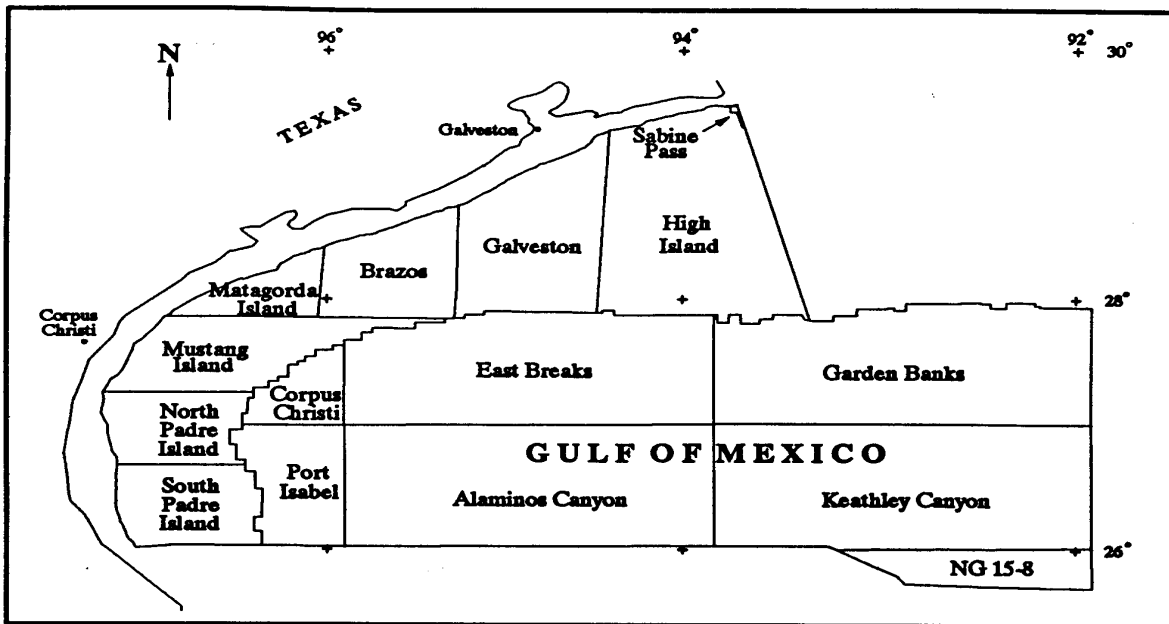 96°
94°
92°
30°
N
TEXAS
Galveston
Sabine
Pass
High
Island
Galveston
Brazos
Matagorda
Island
28°
Corpus
Christi
Mustang
Island
East Breaks
Garden Banks
Corpus
Christi
North
Padre
Island
GULF OF MEXICO
Port
Isabel
South
Padre
Island
Alaminos Canyon
Keathley Canyon
26°
NG 15-8